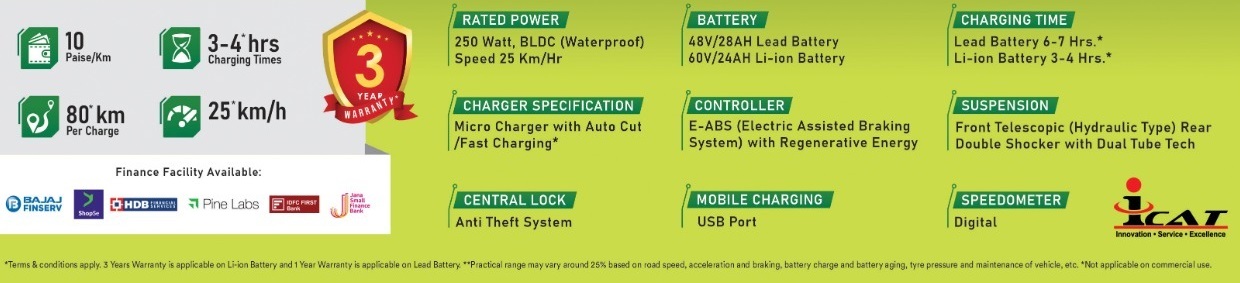 10
Paise/Km
3-4*hrs
Charging Times
80*km
Per Charge
25*km/h
3
YEAR
WARRANTY*
Finance Facility Available:
BAJAJ
FINSERV
ShopSe
HDB FINANCIAL
SERVICES
Pine Labs
IDFC FIRST
Bank
Jana
Small
Finance
Bank
RATED POWER
250 Watt, BLDC (Waterproof)
Speed 25 Km/Hr
BATTERY
48V/28AH Lead Battery
60V/24AH Li-ion Battery
CHARGING TIME
Lead Battery 6-7 Hrs.*
Li-ion Battery 3-4 Hrs.*
CHARGER SPECIFICATION
Micro Charger with Auto Cut
/Fast Charging*
CONTROLLER
E-ABS (Electric Assisted Braking
System) with Regenerative Energy
SUSPENSION
Front Telescopic (Hydraulic Type) Rear
Double Shocker with Dual Tube Tech
CENTRAL LOCK
Anti Theft System
MOBILE CHARGING
USB Port
SPEEDOMETER
Digital
iCAT
Innovation • Service • Excellence
*Terms & conditions apply. 3 Years Warranty is applicable on Li-ion Battery and 1 Year Warranty is applicable on Lead Battery. **Practical range may vary around 25% based on road speed, acceleration and braking, battery charge and battery aging, tyre pressure and maintenance of vehicle, etc. *Not applicable on commercial use.